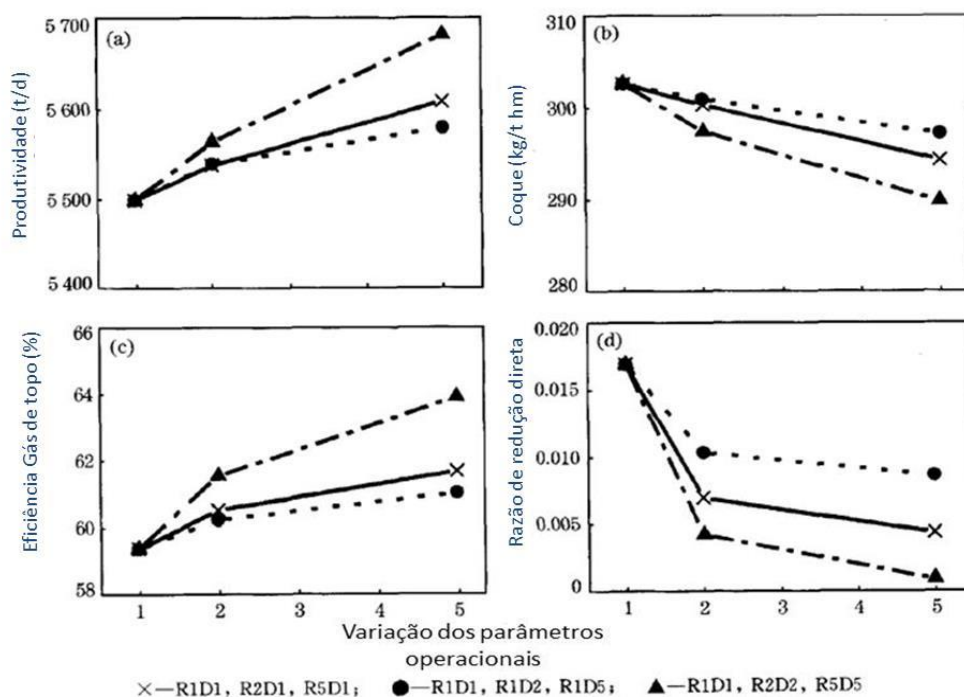 (a)
Produtividade (t/d)
5 700
5 600
5 500
5 400
(b)
Coque (kg/t hm)
310
300
290
280
(c)
Eficiência Gás de topo (%)
66
64
62
60
58
1 2 3 4 5
(d)
Razão de redução direta
0.020
0.015
0.010
0.005
0
1 2 3 4 5
Variação dos parâmetros
operacionais
×—R1D1, R2D1, R5D1; ●—R1D1, R1D2, R1D5; ▲—R1D1, R2D2, R5D5